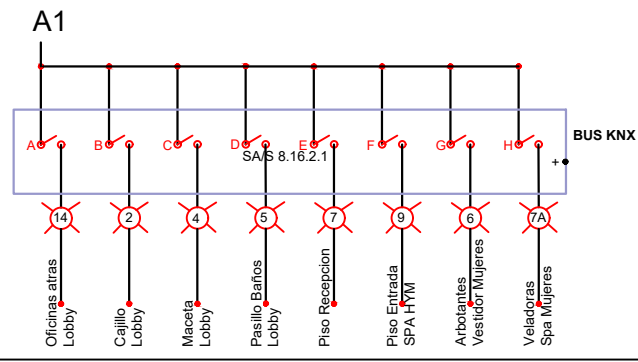 A1
BUS KNX
A
B
C
D
E
F
G
H
SA/S 8.16.2.1
+
14
2
4
5
7
9
6
7A
Oficinas atras
Lobby
Cajillo
Lobby
Maceta
Lobby
Pasillo Baños
Lobby
Piso Recepcion
Piso Entrada
SPA HYM
Arbotantes
Vestidor Mujeres
Veladoras
Spa Mujeres